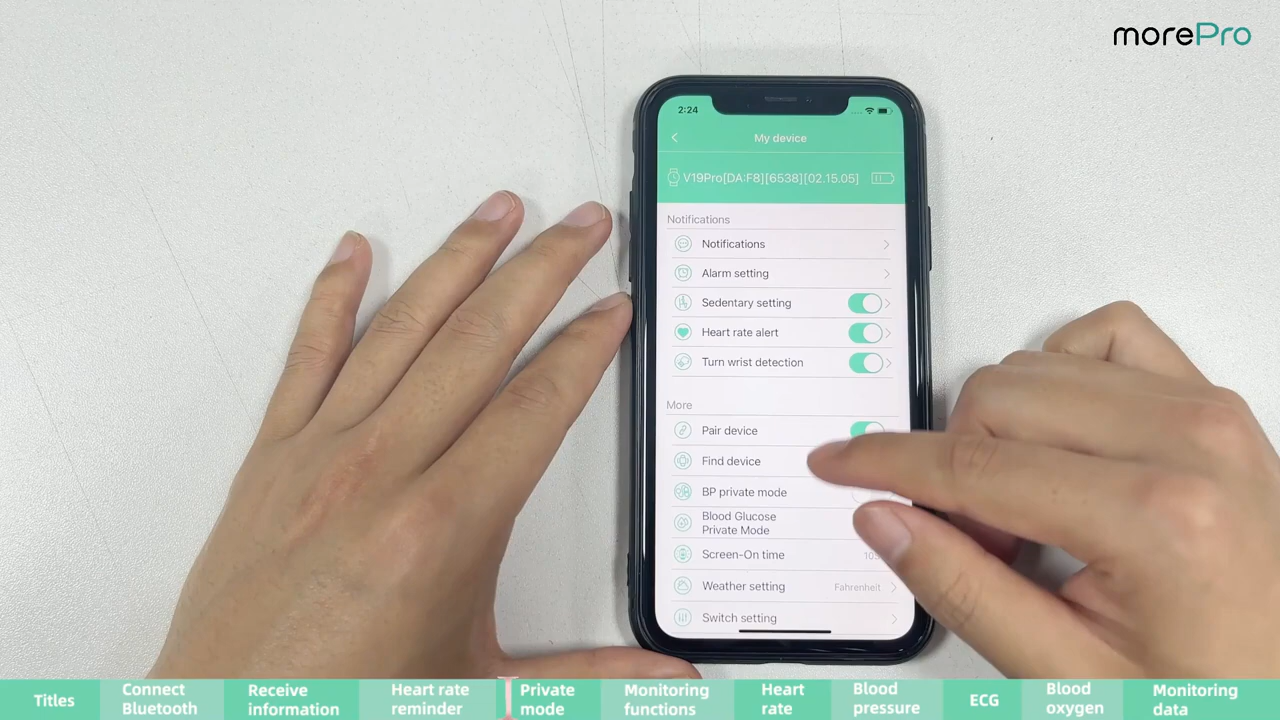 morePro
2:24
My device
V19Pro[DA:F8][6538][02.15.05]
Notifications
Notifications
Alarm setting
Sedentary setting
Heart rate alert
Turn wrist detection
More
Pair device
Find device
BP private mode
Blood Glucose
Private Mode
Screen-On time
Weather setting
Fahrenheit
Switch setting
Titles
Connect
Bluetooth
Receive
information
Heart rate
reminder
Private
mode
Monitoring
functions
Heart
rate
Blood
pressure
ECG
Blood
oxygen
Monitoring
data